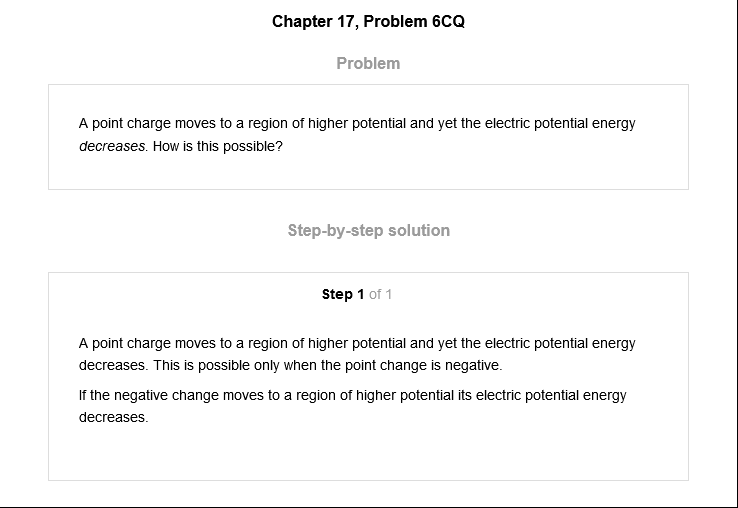 Chapter 17, Problem 6CQ
Problem
A point charge moves to a region of higher potential and yet the electric potential energy
decreases. How is this possible?
Step-by-step solution
Step 1 of 1
A point charge moves to a region of higher potential and yet the electric potential energy
decreases. This is possible only when the point change is negative.
If the negative change moves to a region of higher potential its electric potential energy
decreases.